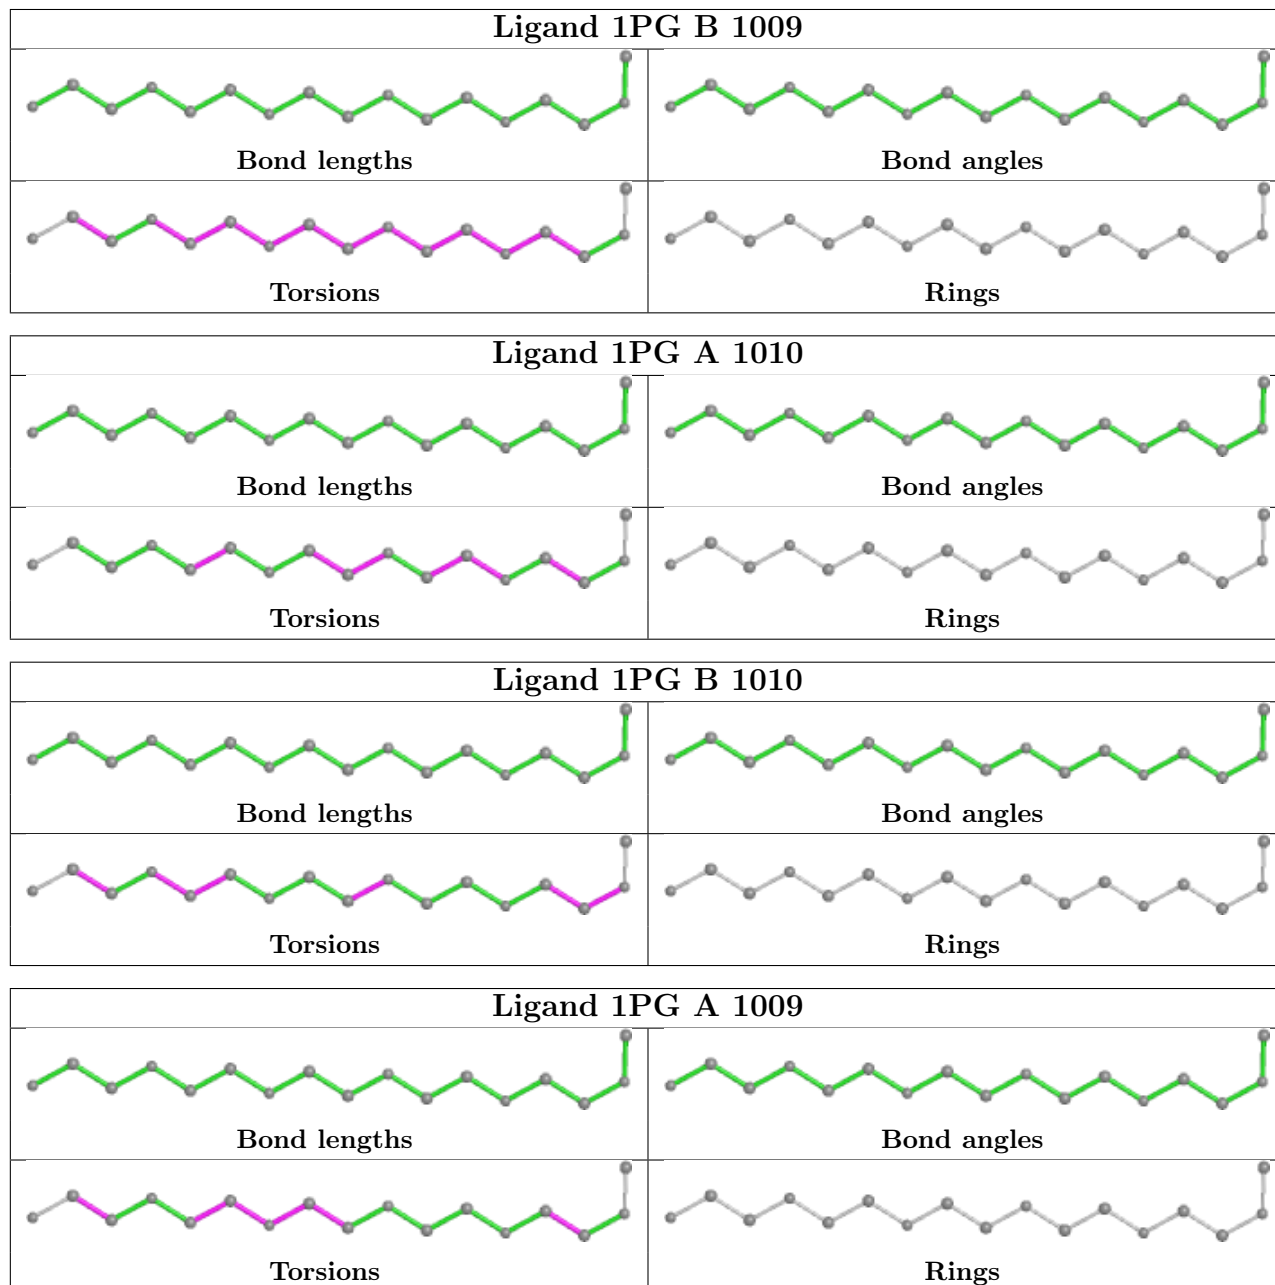 Ligand 1PG B 1009
Bond lengths
Bond angles
Torsions
Rings
Ligand 1PG A 1010
Bond lengths
Bond angles
Torsions
Rings
Ligand 1PG B 1010
Bond lengths
Bond angles
Torsions
Rings
Ligand 1PG A 1009
Bond lengths
Bond angles
Torsions
Rings